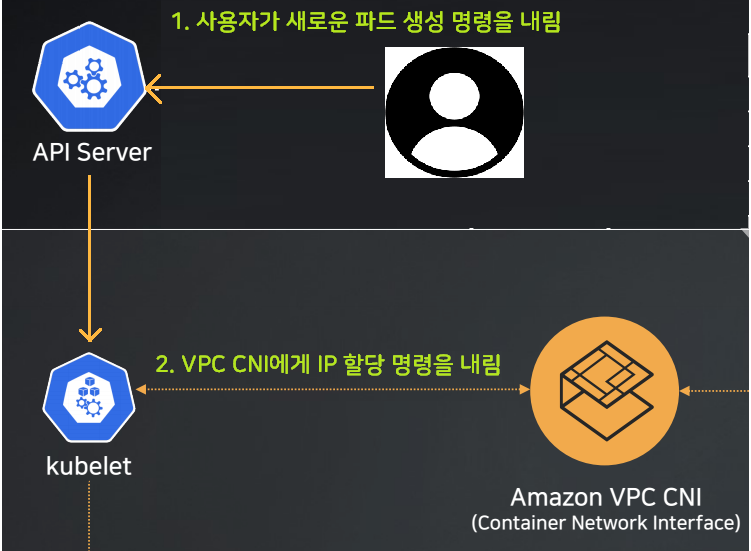 1. 사용자가 새로운 파드 생성 명령을 내림
API Server
2. VPC CNI에게 IP 할당 명령을 내림
kubelet
Amazon VPC CNI
(Container Network Interface)